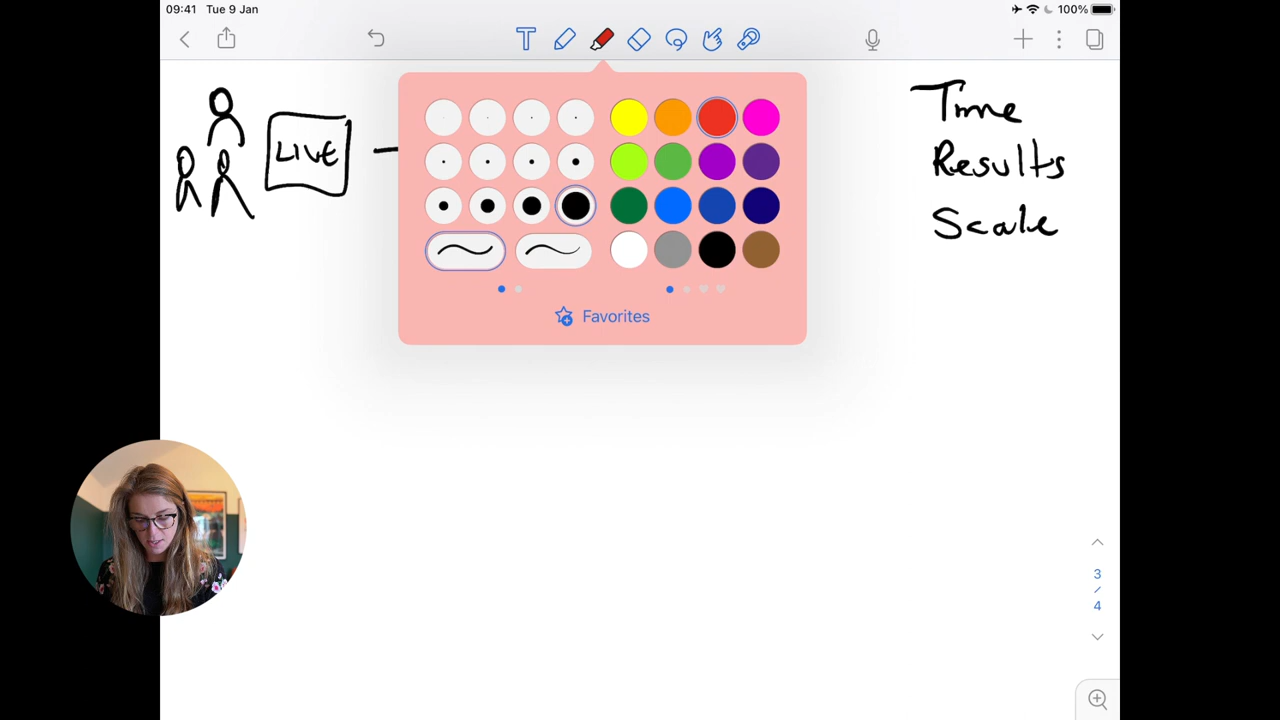 09:41 Tue 9 Jan
100%
T
LIVE
Time
Results
Scale
Favorites
3
/
4